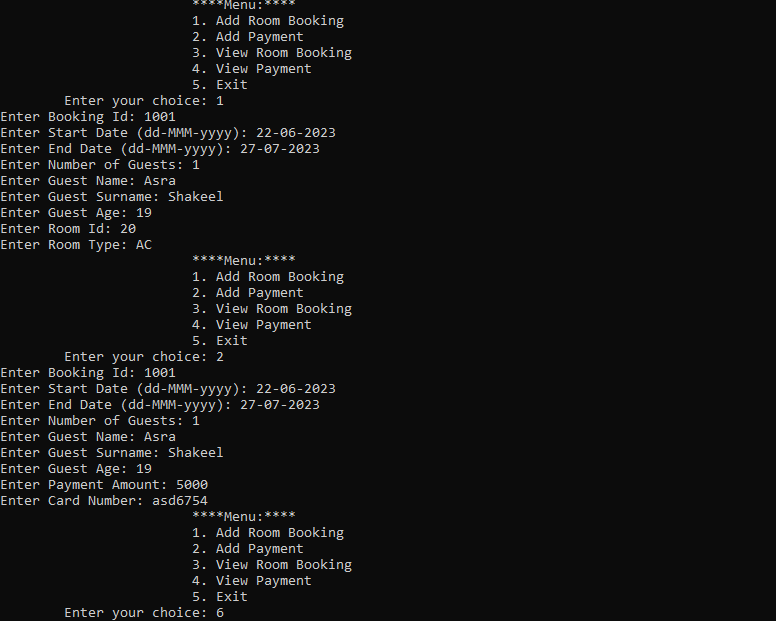 ****Menu:****
1. Add Room Booking
2. Add Payment
3. View Room Booking
4. View Payment
5. Exit
Enter your choice: 1
Enter Booking Id: 1001
Enter Start Date (dd-MMM-yyyy): 22-06-2023
Enter End Date (dd-MMM-yyyy): 27-07-2023
Enter Number of Guests: 1
Enter Guest Name: Asra
Enter Guest Surname: Shakeel
Enter Guest Age: 19
Enter Room Id: 20
Enter Room Type: AC
****Menu:****
1. Add Room Booking
2. Add Payment
3. View Room Booking
4. View Payment
5. Exit
Enter your choice: 2
Enter Booking Id: 1001
Enter Start Date (dd-MMM-yyyy): 22-06-2023
Enter End Date (dd-MMM-yyyy): 27-07-2023
Enter Number of Guests: 1
Enter Guest Name: Asra
Enter Guest Surname: Shakeel
Enter Guest Age: 19
Enter Payment Amount: 5000
Enter Card Number: asd6754
****Menu:****
1. Add Room Booking
2. Add Payment
3. View Room Booking
4. View Payment
5. Exit
Enter your choice: 6